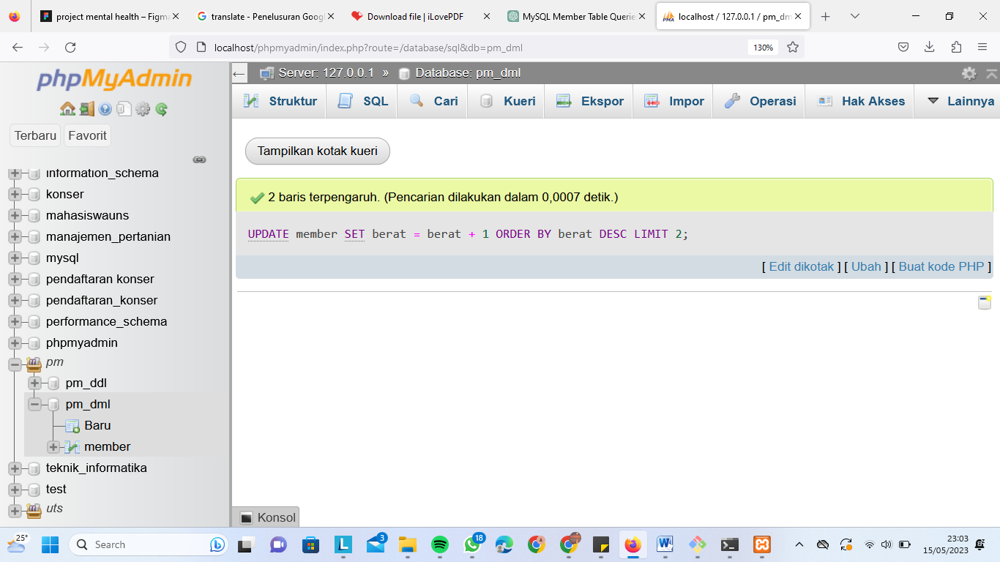 project mental health – Figma
translate - Penelusuran Goog
Download file | iLovePDF
MySQL Member Table Querie
localhost / 127.0.0.1 / pm_dm
localhost/phpmyadmin/index.php?route=/database/sql&db=pm_dml
130%
phpMyAdmin
Terbaru
Favorit
information_schema
konser
mahasiswauns
manajemen_pertanian
mysql
pendaftaran konser
pendaftaran_konser
performance_schema
phpmyadmin
pm
pm_ddl
pm_dml
Baru
member
teknik_informatika
test
uts
Server: 127.0.0.1 » Database: pm_dml
Struktur
SQL
Cari
Kueri
Ekspor
Impor
Operasi
Hak Akses
Lainnya
Tampilkan kotak kueri
2 baris terpengaruh. (Pencarian dilakukan dalam 0,0007 detik.)
UPDATE member SET berat = berat + 1 ORDER BY berat DESC LIMIT 2;
[ Edit dikotak ] [ Ubah ] [ Buat kode PHP ]
Konsol
25°
Search
3
18
23:03
15/05/2023